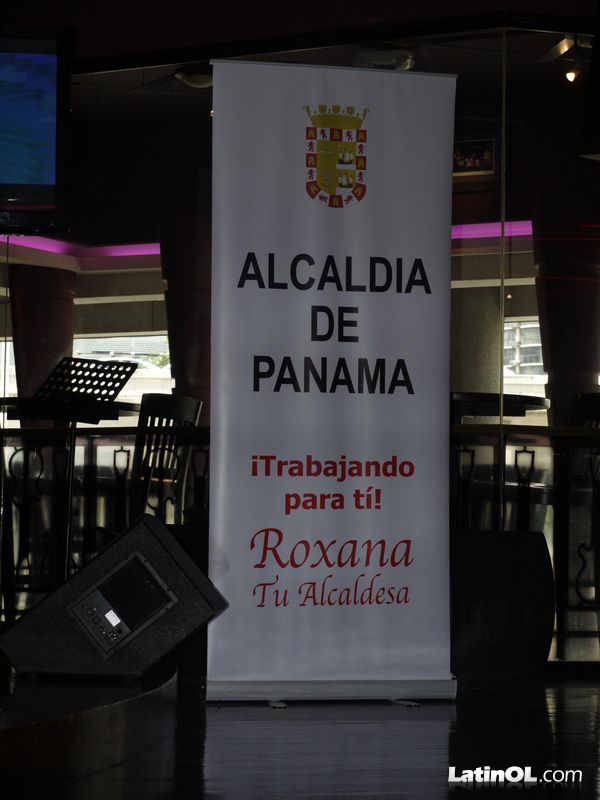 ALCALDIA
DE
PANAMA
¡Trabajando
para tí!
Roxana
Tu Alcaldesa
LatinOL.com